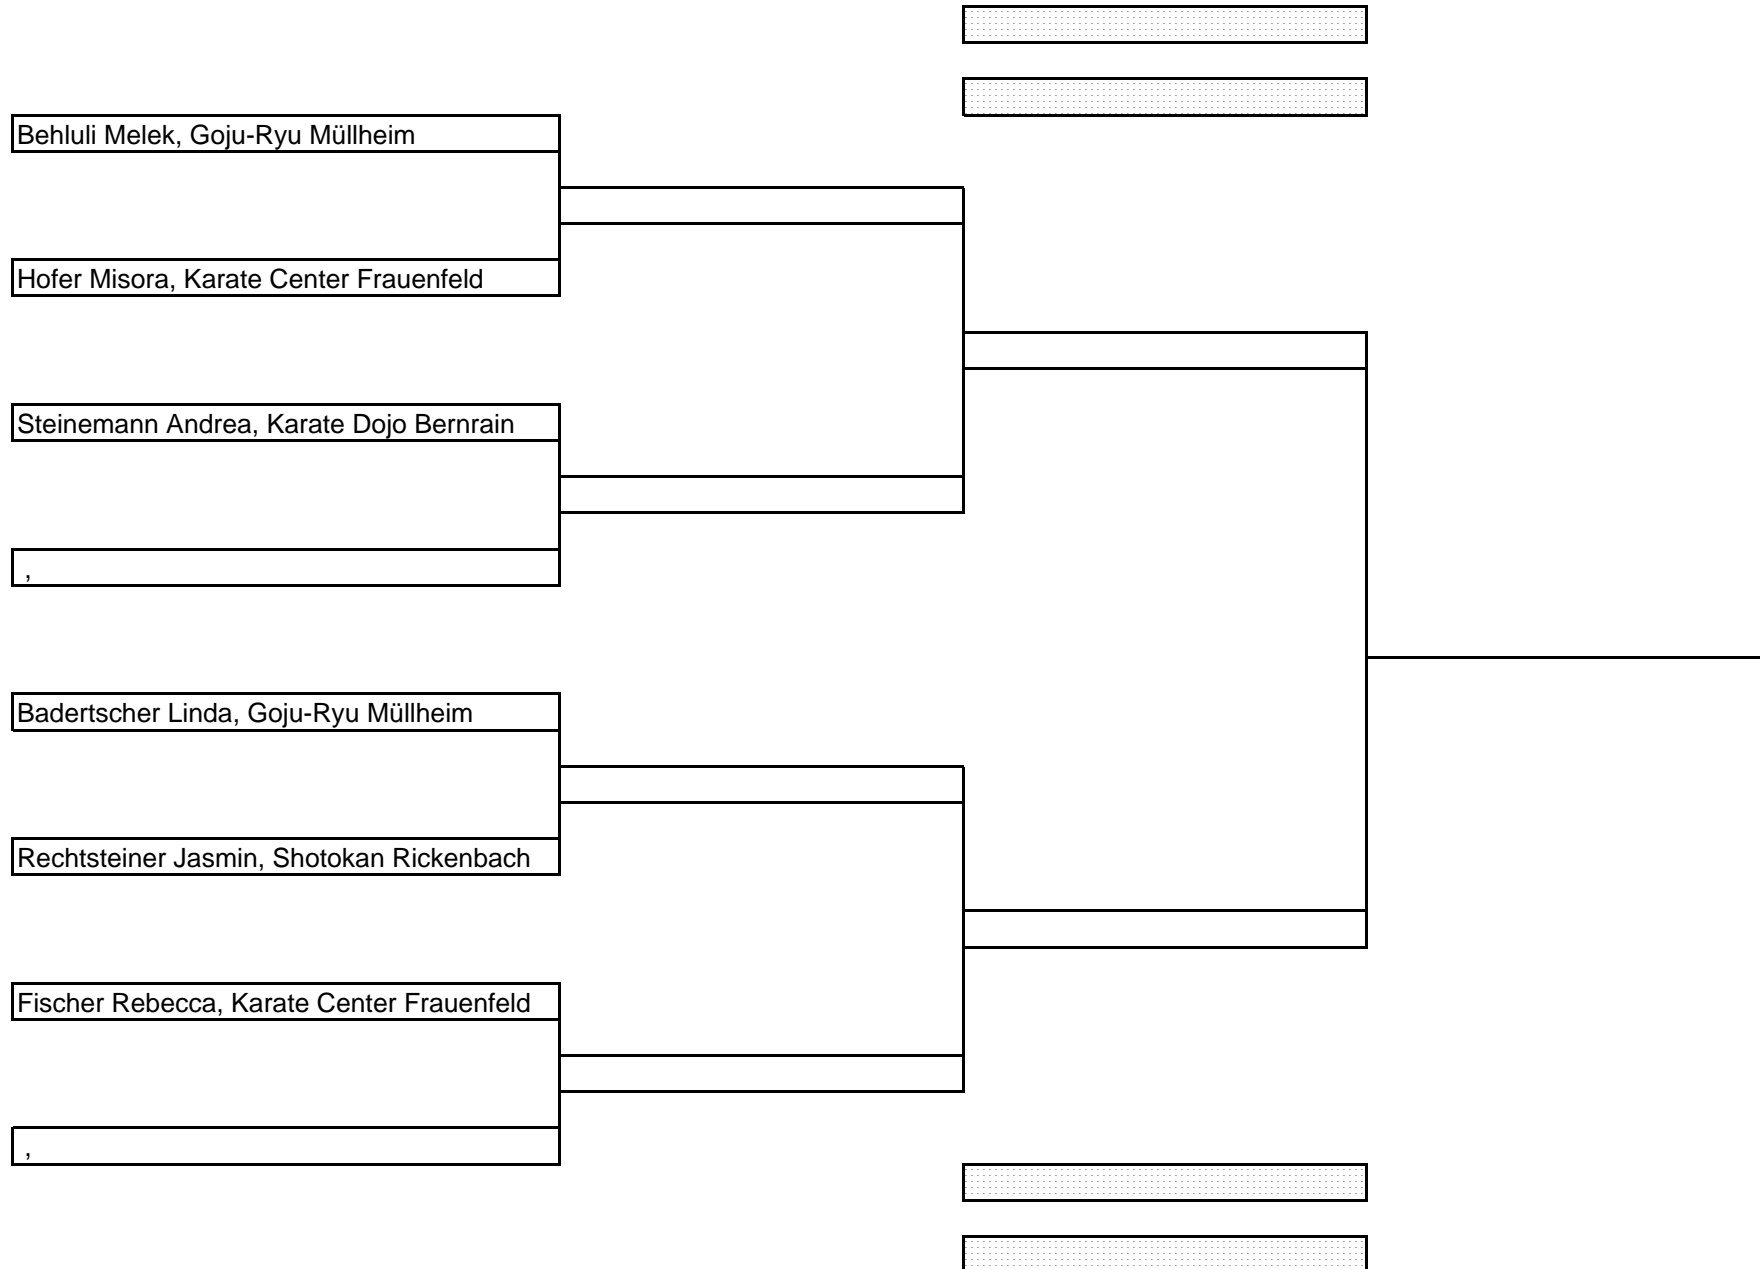 Behluli Melek, Goju-Ryu Müllheim
Hofer Misora, Karate Center Frauenfeld
Steinemann Andrea, Karate Dojo Bernrain
,
Badertscher Linda, Goju-Ryu Müllheim
Rechtsteiner Jasmin, Shotokan Rickenbach
Fischer Rebecca, Karate Center Frauenfeld
,